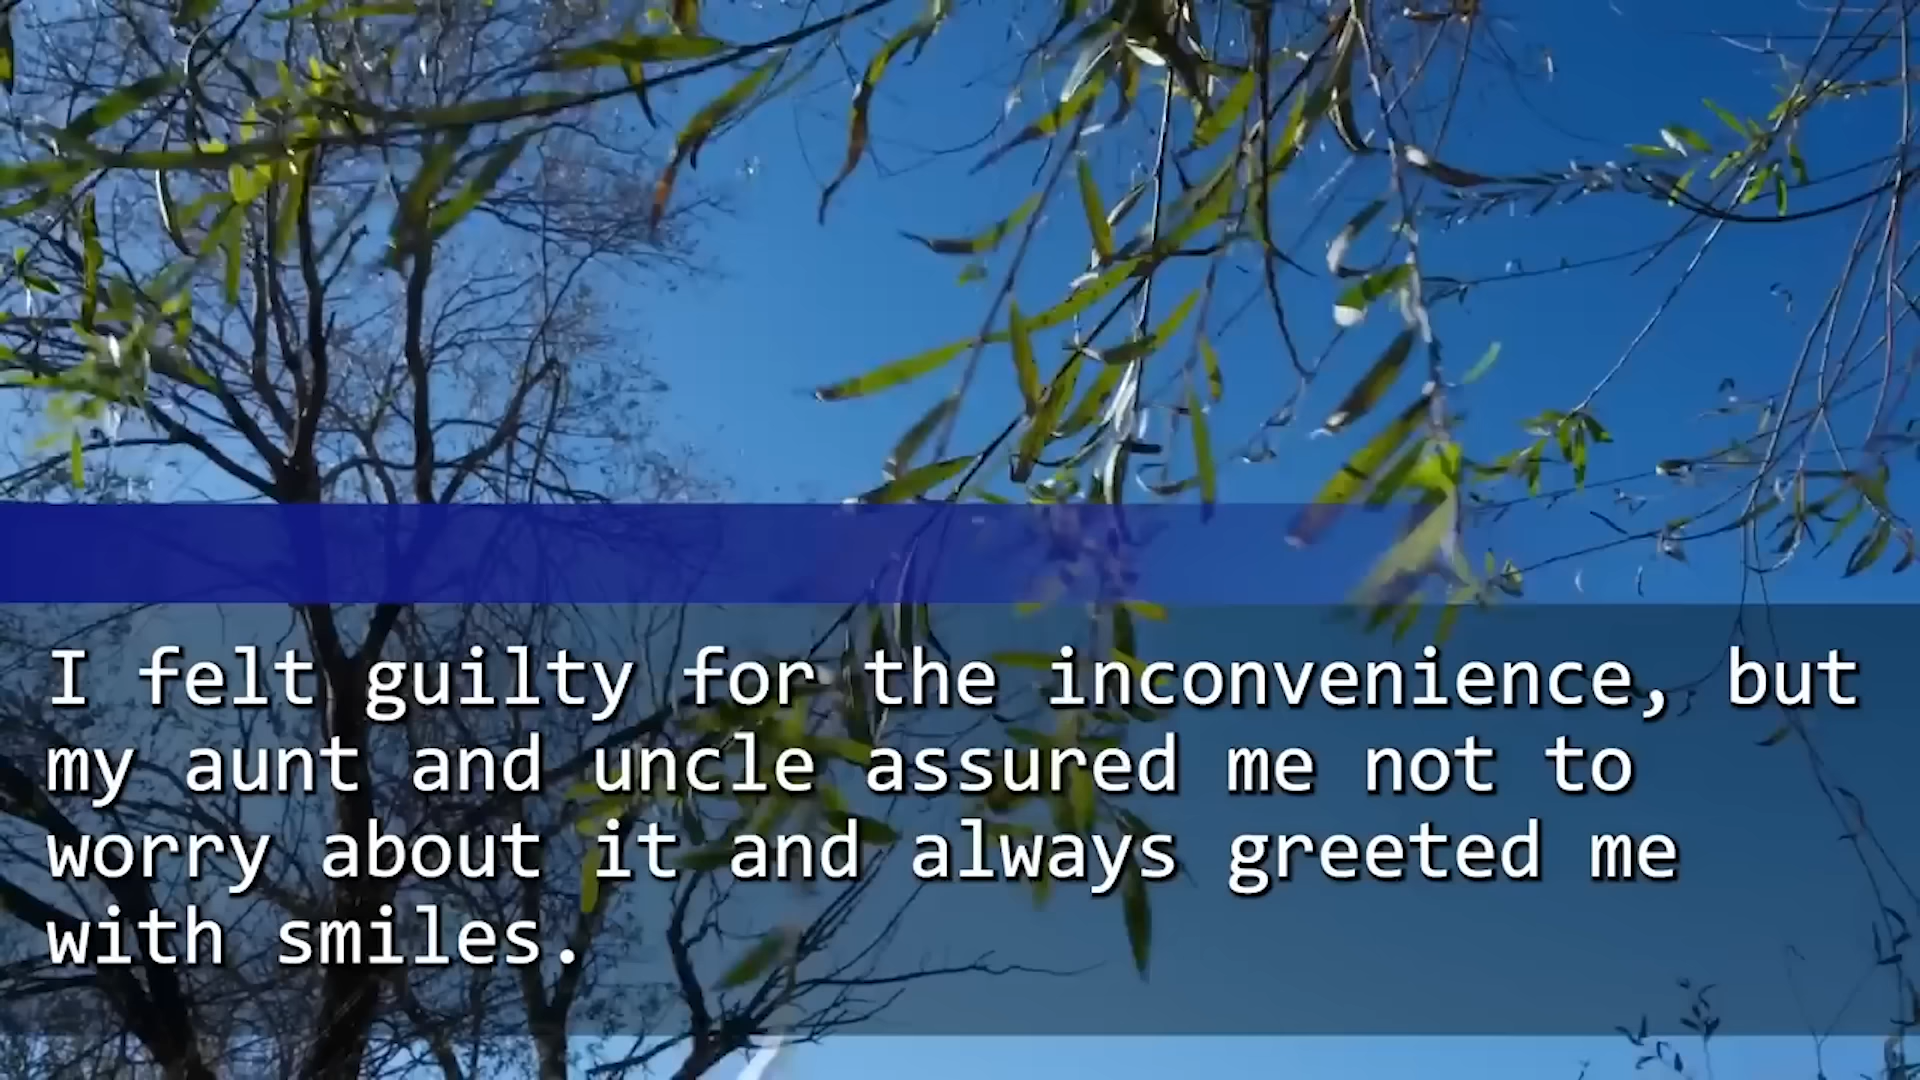 I felt guilty for the inconvenience, but
my aunt and uncle assured me not to
worry about it and always greeted me
with smiles.